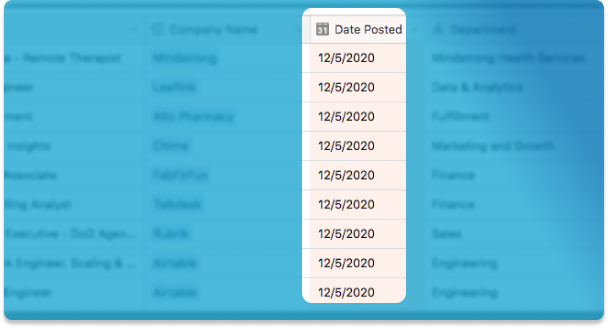 Company Name Date Posted Department
e - Remote Therapist Mindstrong 12/5/2020 Mindstrong Health Services
gineer Leaflink 12/5/2020 Data & Analytics
ment Alto Pharmacy 12/5/2020 Fulfillment
Insights Chime 12/5/2020 Marketing and Growth
Associate FabFitFun 12/5/2020 Finance
ling Analyst Talkdesk 12/5/2020 Finance
Executive - DoD Agen... Rubrik 12/5/2020 Sales
k Engineer, Scaling & ... Airtable 12/5/2020 Engineering
Engineer Airtable 12/5/2020 Engineering